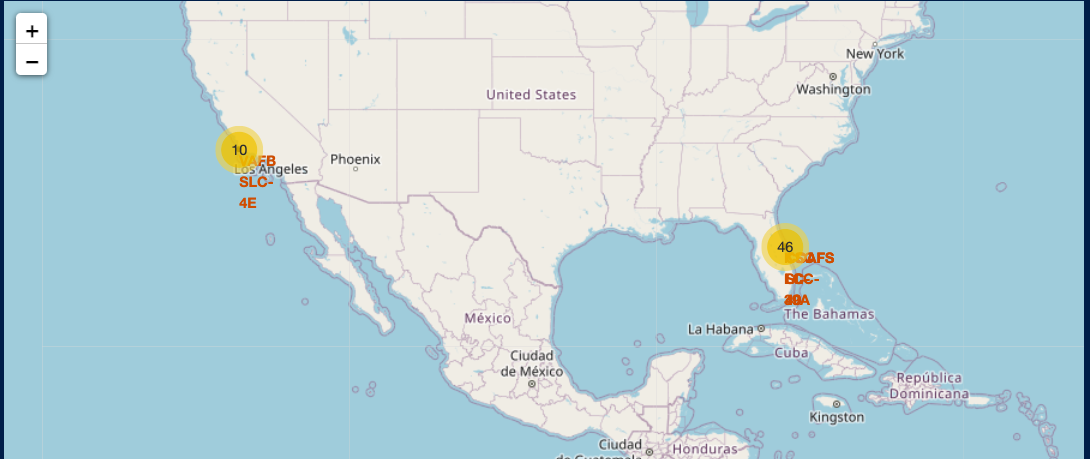 +
−
New York
Washington
United States
10
VAFB
Los Angeles
SLC-
4E
Phoenix
46
The Bahamas
México
La Habana
Cuba
Ciudad
de México
República
Dominicana
Kingston
Ciudad
Honduras